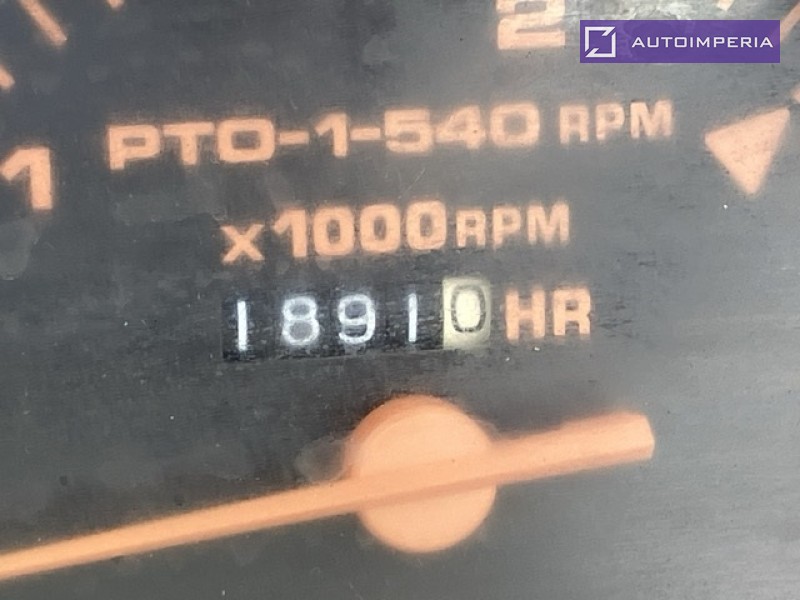 2
AUTOIMPERIA
1 PTO-1-540 RPM
x1000RPM
18910 HR